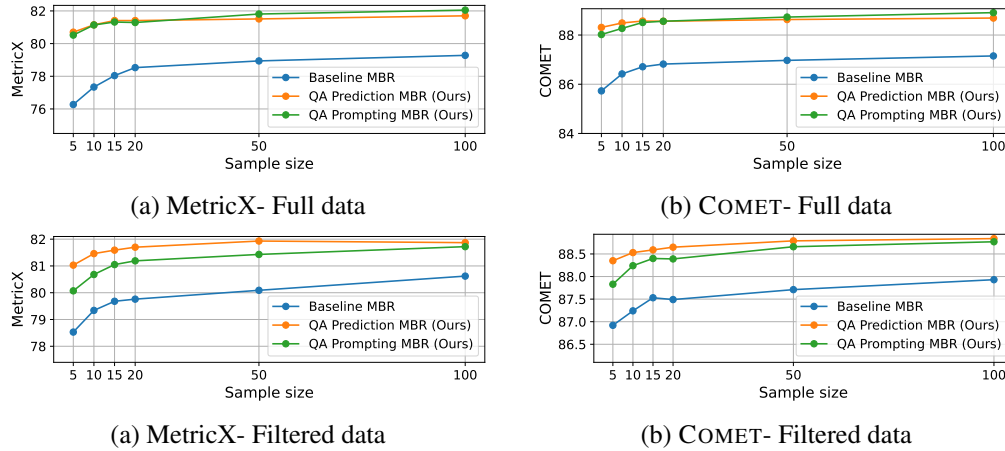 82
80
78
76
MetricX
Baseline MBR
QA Prediction MBR (Ours)
QA Prompting MBR (Ours)
5 10 15 20 50 100
Sample size
(a) MetricX- Full data
88
86
84
COMET
Baseline MBR
QA Prediction MBR (Ours)
QA Prompting MBR (Ours)
5 10 15 20 50 100
Sample size
(b) COMET- Full data
82
81
80
79
78
MetricX
Baseline MBR
QA Prediction MBR (Ours)
QA Prompting MBR (Ours)
5 10 15 20 50 100
Sample size
(a) MetricX- Filtered data
88.5
88.0
87.5
87.0
86.5
COMET
Baseline MBR
QA Prediction MBR (Ours)
QA Prompting MBR (Ours)
5 10 15 20 50 100
Sample size
(b) COMET- Filtered data